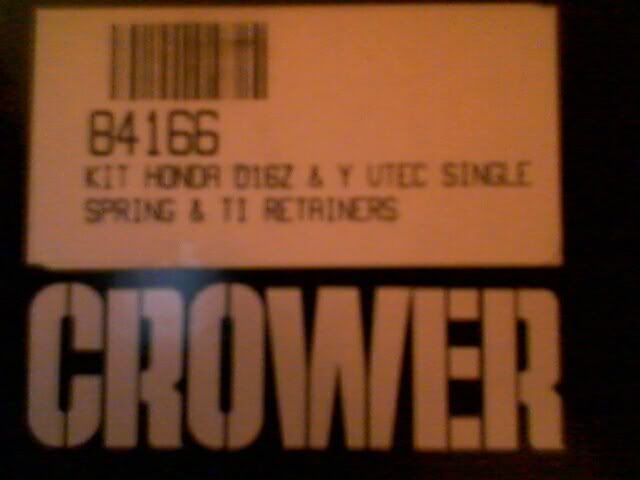 84166
KIT HONDA D16Z & Y VTEC SINGLE
SPRING & TI RETAINERS
CROWER